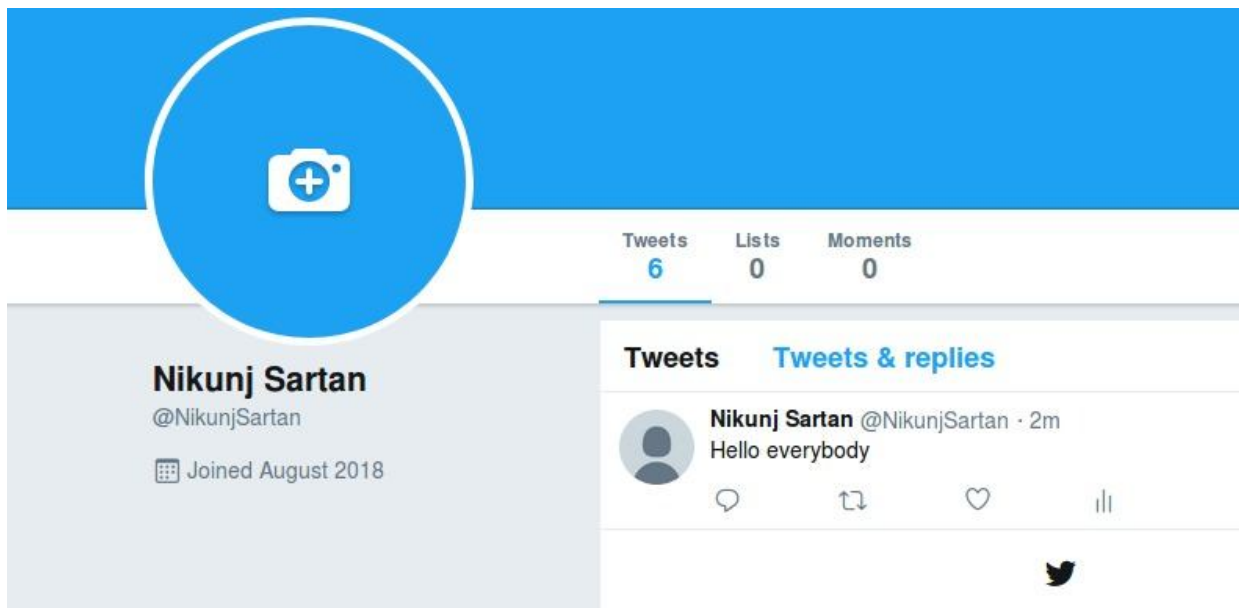 Tweets Lists Moments
6 0 0
Nikunj Sartan
@NikunjSartan
Joined August 2018
Tweets Tweets & replies
Nikunj Sartan @NikunjSartan · 2m
Hello everybody